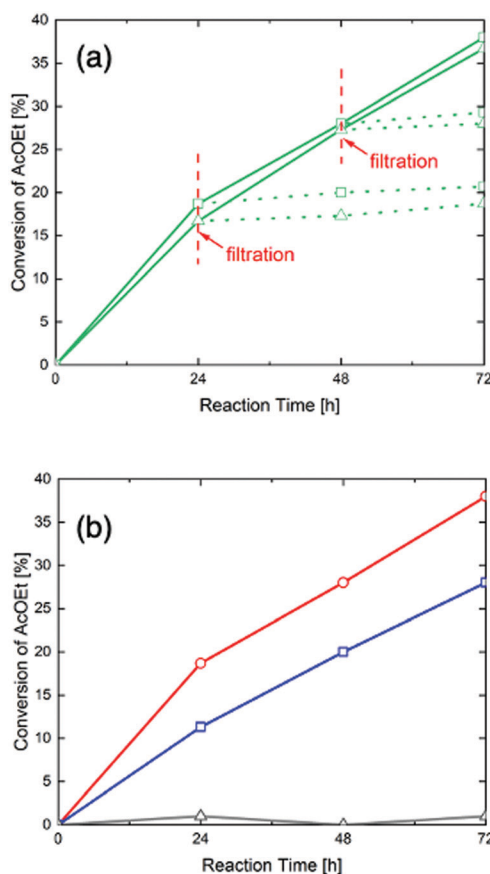 (a)
Conversion of AcOEt [%]
40
35
30
25
20
15
10
5
0
filtration
filtration
0 24 48 72
Reaction Time [h]
(b)
Conversion of AcOEt [%]
40
35
30
25
20
15
10
5
0
0 24 48 72
Reaction Time [h]